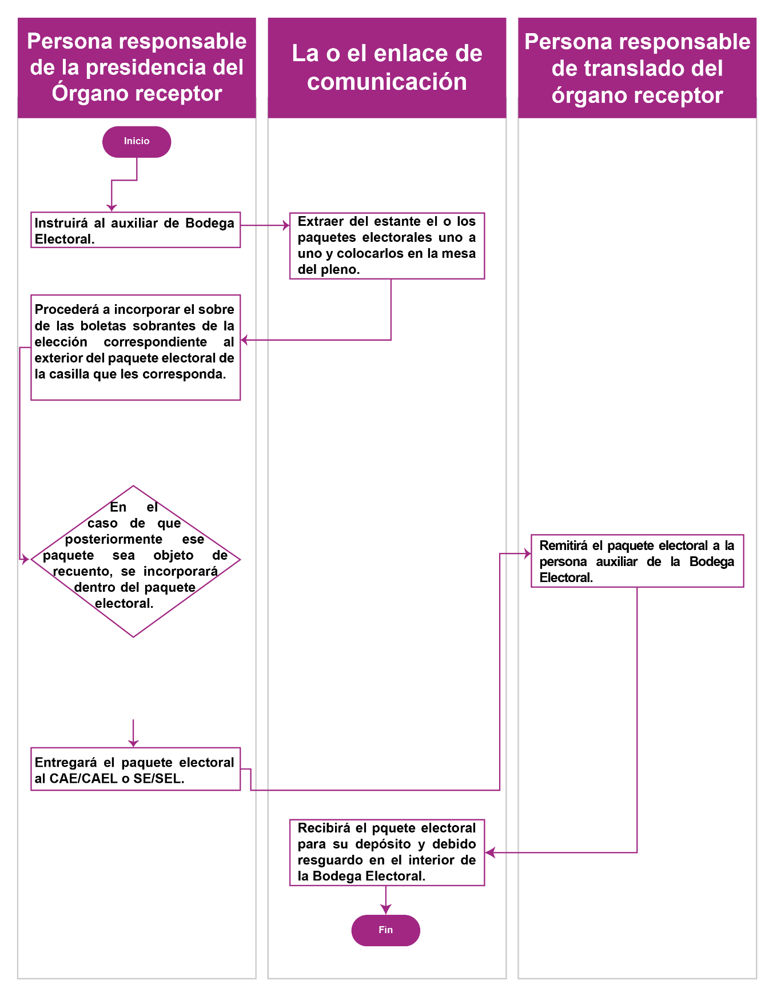 Persona responsable
de la presidencia del
Órgano receptor
La o el enlace de
comunicación
Persona responsable
de translado del
órgano receptor
Inicio
Instruirá al auxiliar de Bodega
Electoral.
Extraer del estante el o los
paquetes electorales uno a
uno y colocarlos en la mesa
del pleno.
Procederá a incorporar el sobre
de las boletas sobrantes de la
elección correspondiente al
exterior del paquete electoral de
la casilla que les corresponda.
En el
caso de que
posteriormente ese
paquete sea objeto de
recuento, se incorporará
dentro del paquete
electoral.
Remitirá el paquete electoral a la
persona auxiliar de la Bodega
Electoral.
Entregará el paquete electoral
al CAE/CAEL o SE/SEL.
Recibirá el pquete electoral
para su depósito y debido
resguardo en el interior de
la Bodega Electoral.
Fin